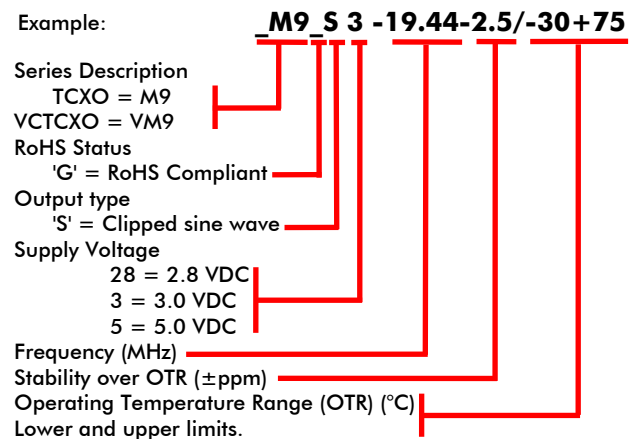 Example: _M9_S 3 -19.44-2.5/-30+75
Series Description
TCXO = M9
VCTCXO = VM9
RoHS Status
'G' = RoHS Compliant
Output type
'S' = Clipped sine wave
Supply Voltage
28 = 2.8 VDC
3 = 3.0 VDC
5 = 5.0 VDC
Frequency (MHz)
Stability over OTR (±ppm)
Operating Temperature Range (OTR) (°C)
Lower and upper limits.